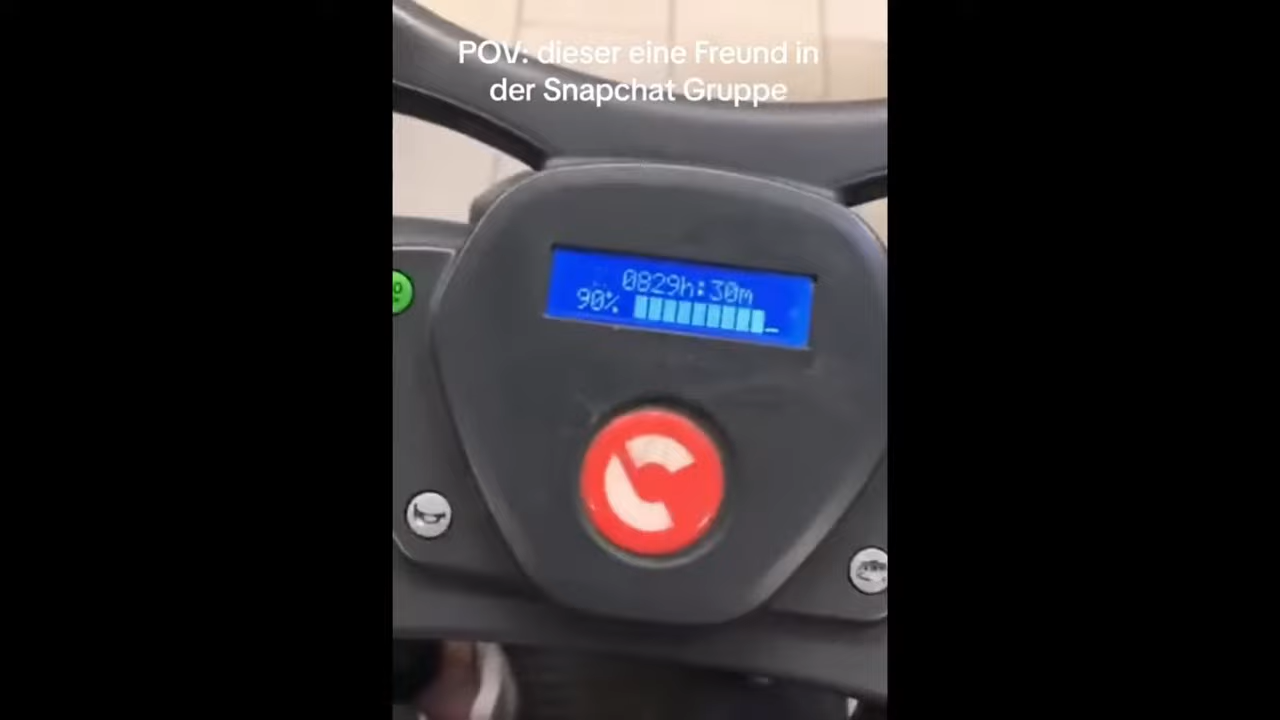 POV: dieser eine Freund in
der Snapchat Gruppe
0829h:30m
90%